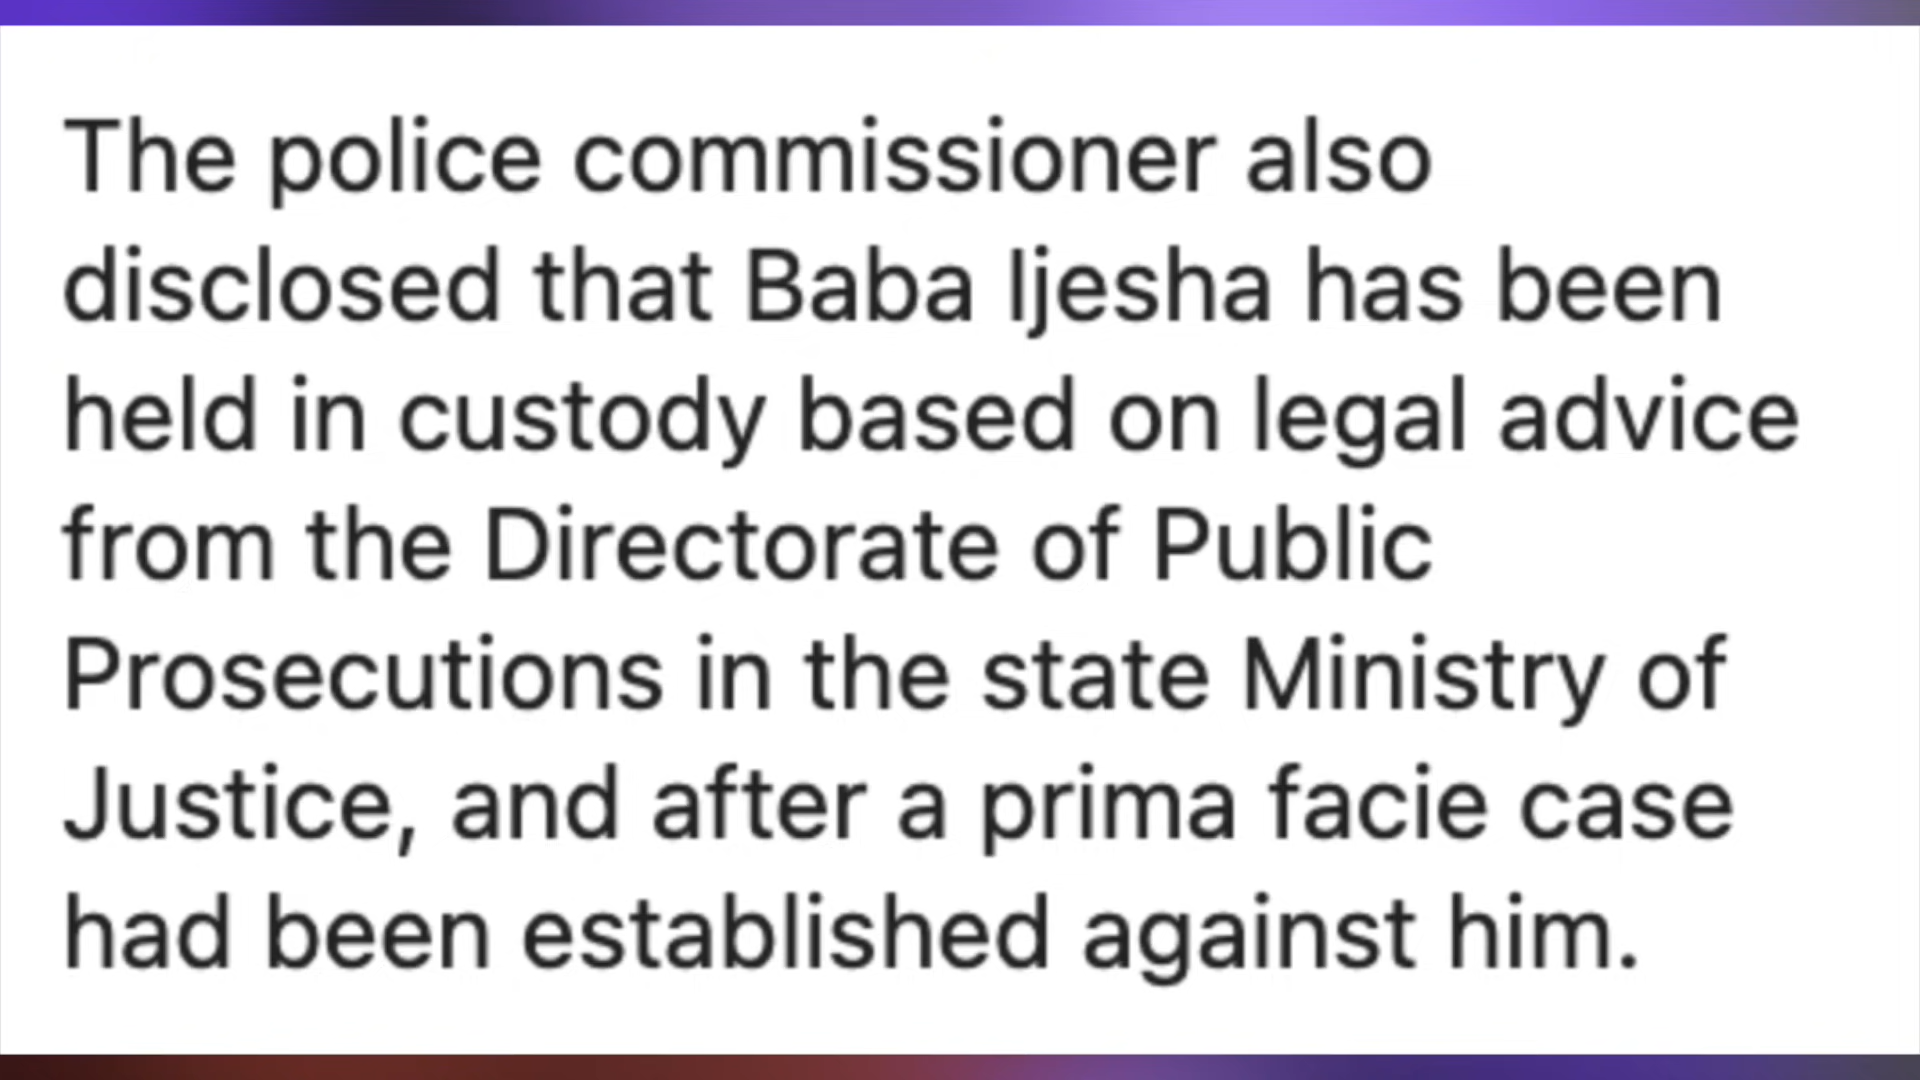 The police commissioner also
disclosed that Baba Ijesha has been
held in custody based on legal advice
from the Directorate of Public
Prosecutions in the state Ministry of
Justice, and after a prima facie case
had been established against him.